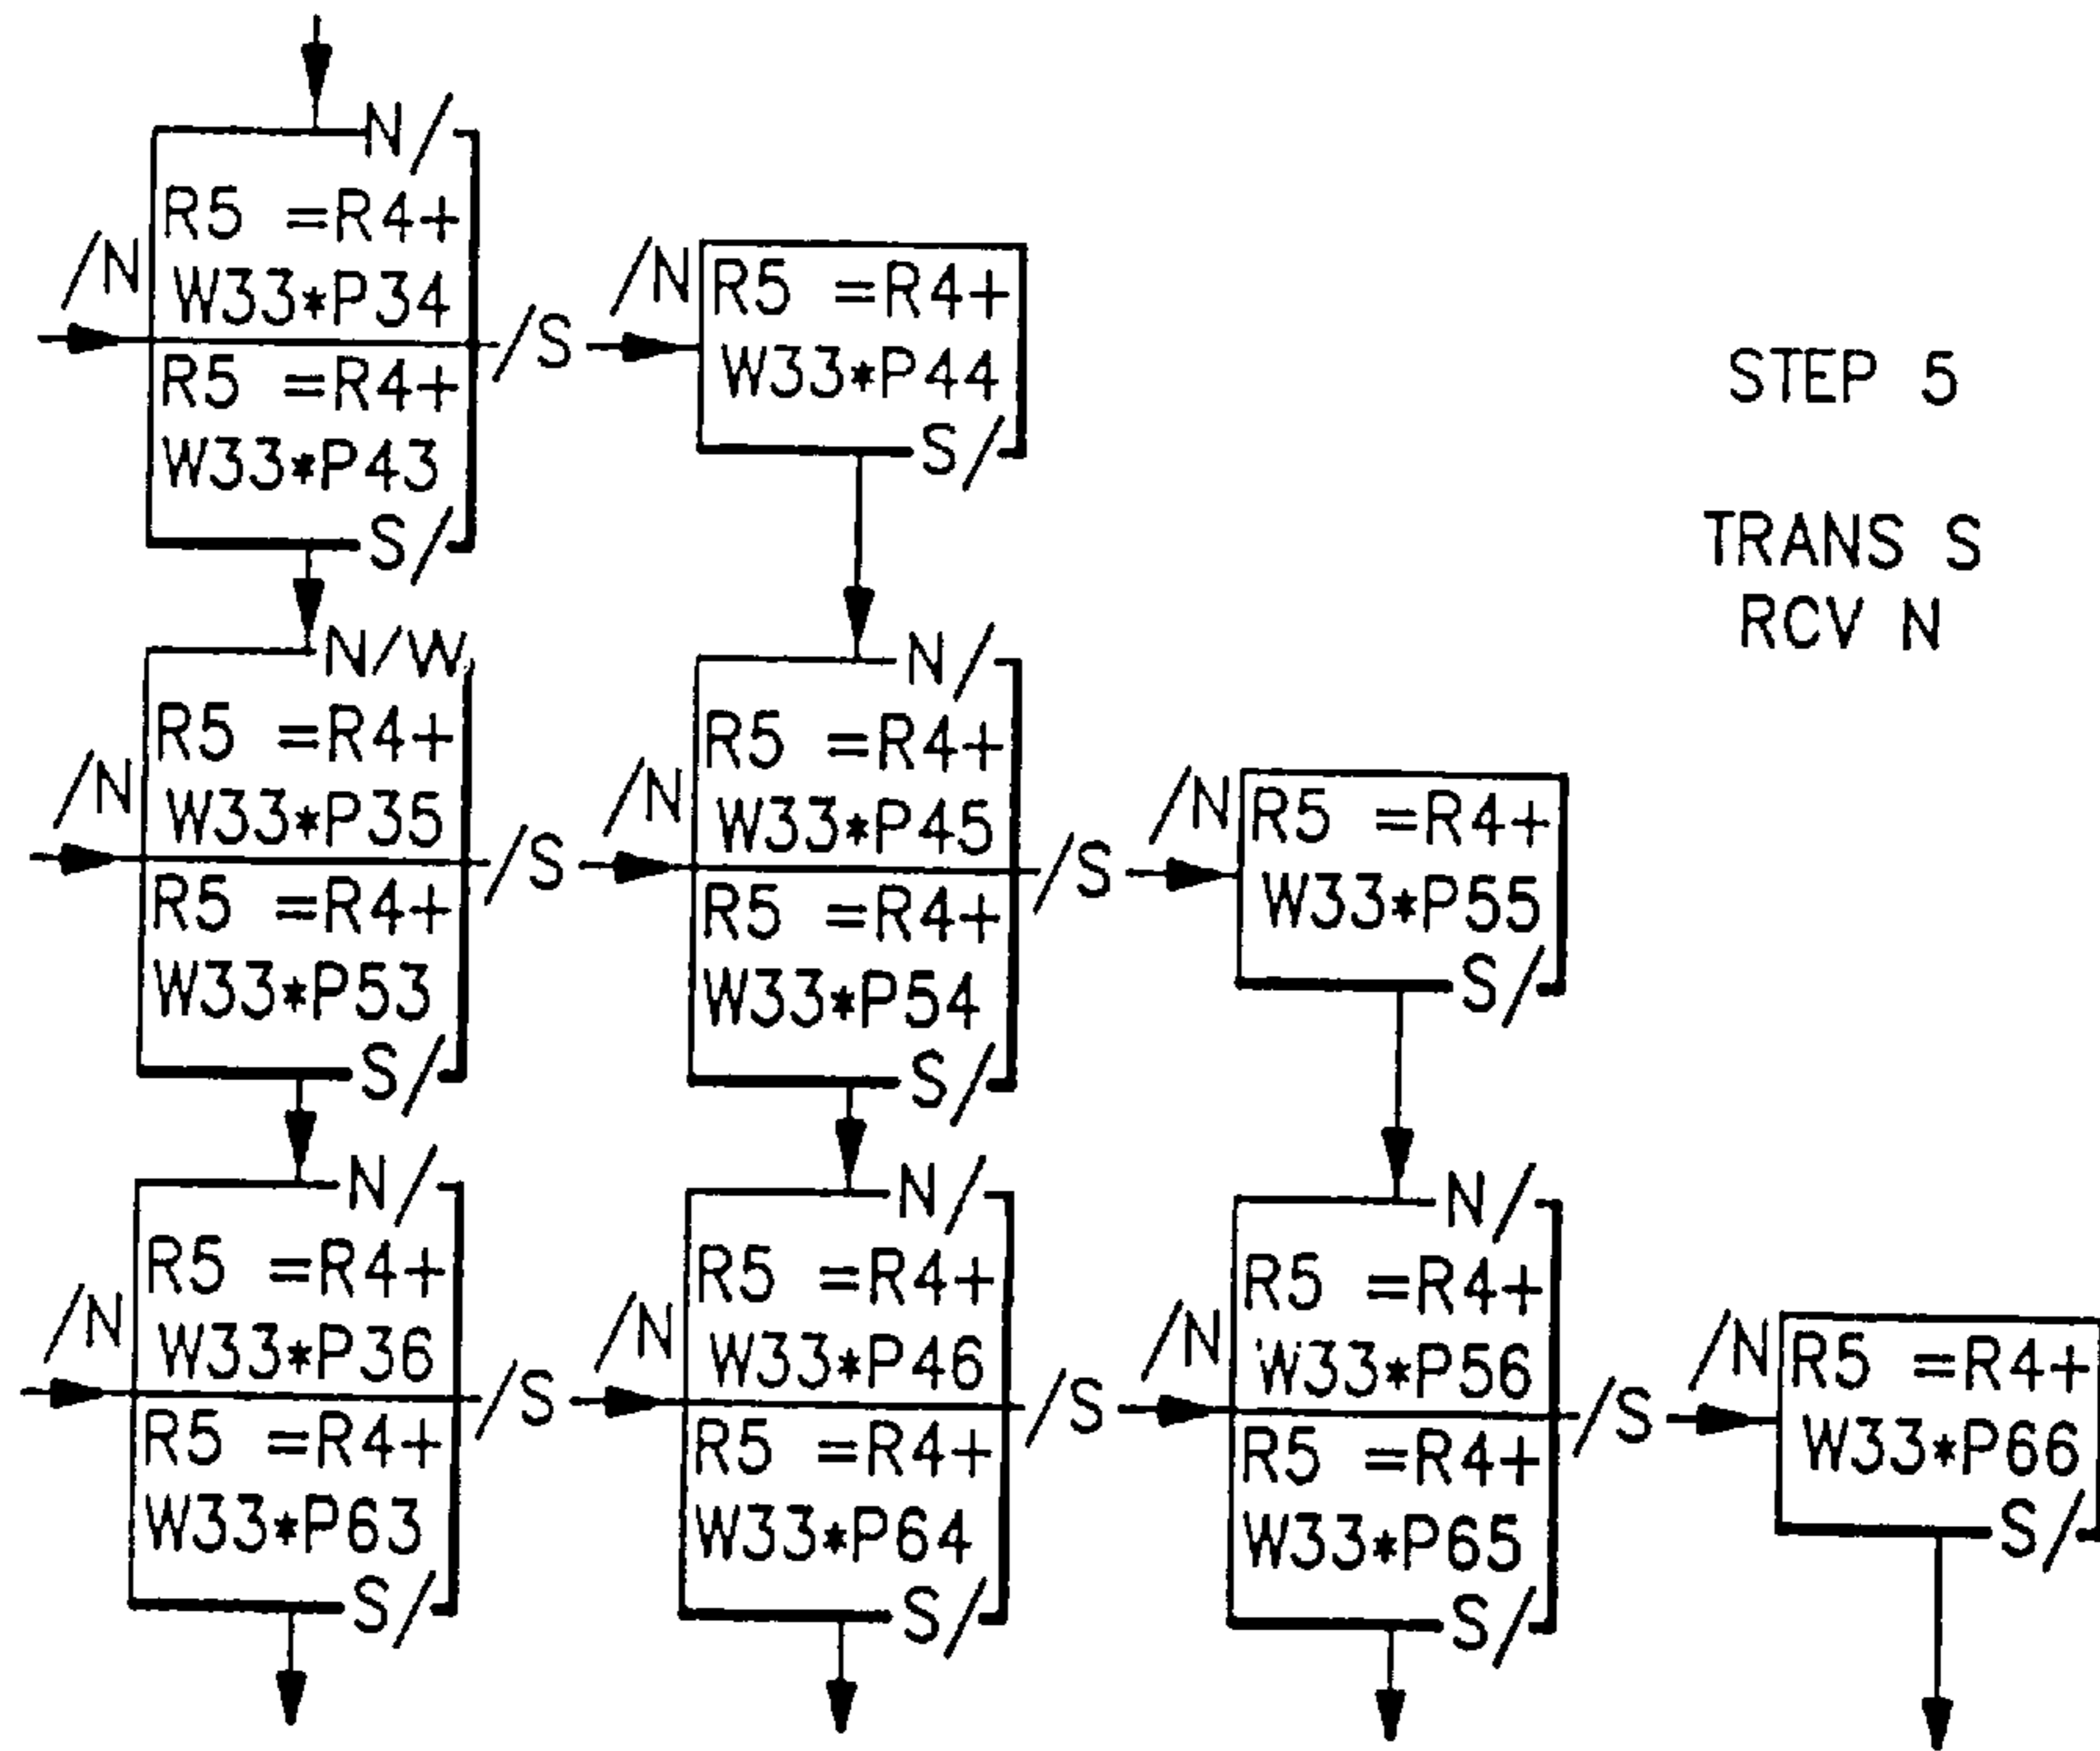 N/
R5 =R4+
/N
W33*P34
R5 =R4+
W33*P43
S/
/S
/N
R5 =R4+
W33*P44
S/
STEP 5
TRANS S
RCV N
N/W
R5 =R4+
/N
W33*P35
R5 =R4+
W33*P53
S/
/S
N/
R5 =R4+
/N
W33*P45
R5 =R4+
W33*P54
S/
/S
/N
R5 =R4+
W33*P55
S/
N/
R5 =R4+
/N
W33*P36
R5 =R4+
W33*P63
S/
/S
N/
R5 =R4+
/N
W33*P46
R5 =R4+
W33*P64
S/
/S
N/
R5 =R4+
/N
W33*P56
R5 =R4+
W33*P65
S/
/S
/N
R5 =R4+
W33*P66
S/